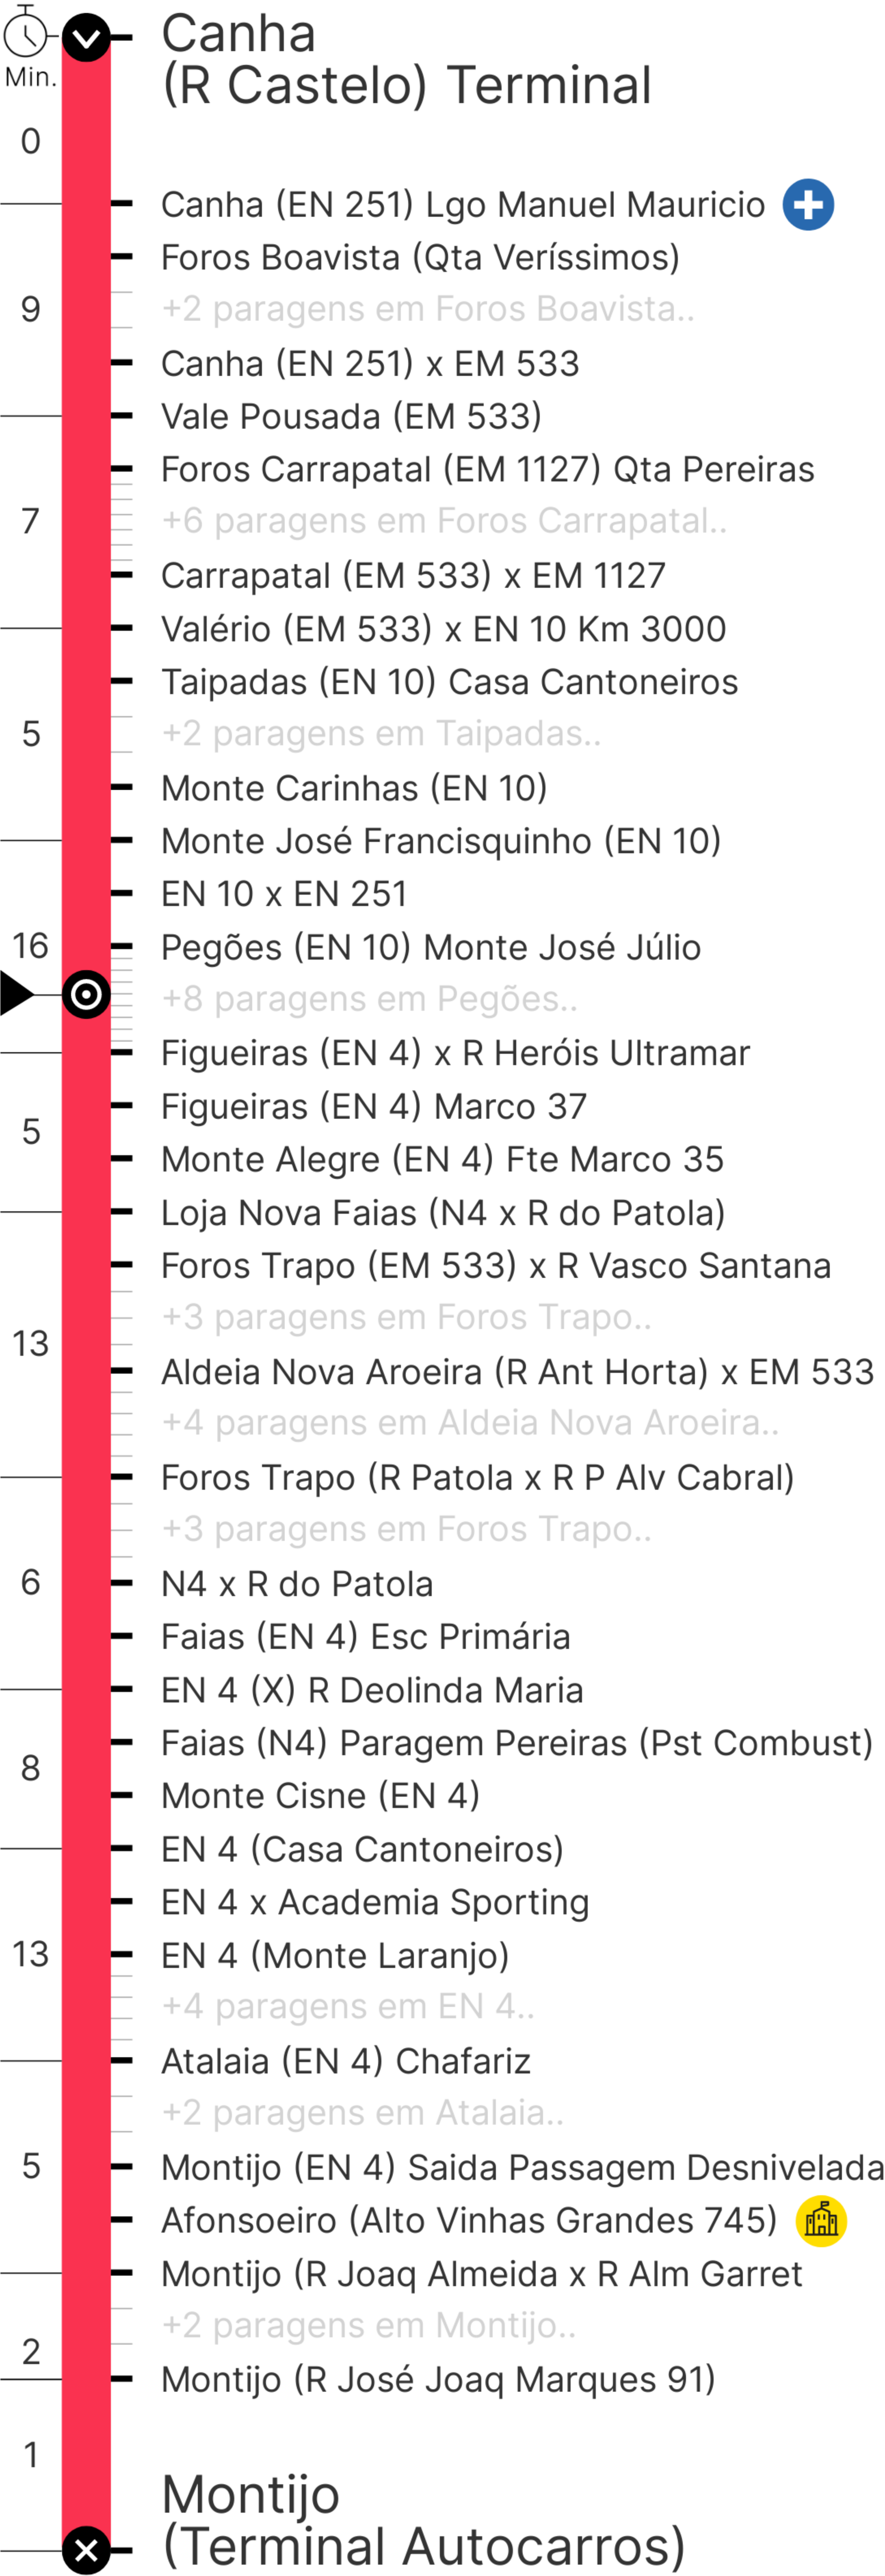 Canha
(R Castelo) Terminal
Min.
0
Canha (EN 251) Lgo Manuel Mauricio
Foros Boavista (Qta Veríssimos)
9
+2 paragens em Foros Boavista..
Canha (EN 251) x EM 533
Vale Pousada (EM 533)
Foros Carrapatal (EM 1127) Qta Pereiras
7
+6 paragens em Foros Carrapatal..
Carrapatal (EM 533) x EM 1127
Valério (EM 533) x EN 10 Km 3000
Taipadas (EN 10) Casa Cantoneiros
5
+2 paragens em Taipadas..
Monte Carinhas (EN 10)
Monte José Francisquinho (EN 10)
EN 10 x EN 251
16
Pegões (EN 10) Monte José Júlio
+8 paragens em Pegões..
Figueiras (EN 4) x R Heróis Ultramar
Figueiras (EN 4) Marco 37
5
Monte Alegre (EN 4) Fte Marco 35
Loja Nova Faias (N4 x R do Patola)
Foros Trapo (EM 533) x R Vasco Santana
+3 paragens em Foros Trapo..
13
Aldeia Nova Aroeira (R Ant Horta) x EM 533
+4 paragens em Aldeia Nova Aroeira..
Foros Trapo (R Patola x R P Alv Cabral)
+3 paragens em Foros Trapo..
6
N4 x R do Patola
Faias (EN 4) Esc Primária
EN 4 (X) R Deolinda Maria
Faias (N4) Paragem Pereiras (Pst Combust)
8
Monte Cisne (EN 4)
EN 4 (Casa Cantoneiros)
EN 4 x Academia Sporting
13
EN 4 (Monte Laranjo)
+4 paragens em EN 4..
Atalaia (EN 4) Chafariz
+2 paragens em Atalaia..
5
Montijo (EN 4) Saida Passagem Desnivelada
Afonsoeiro (Alto Vinhas Grandes 745)
Montijo (R Joaq Almeida x R Alm Garret
+2 paragens em Montijo..
2
Montijo (R José Joaq Marques 91)
1
Montijo
(Terminal Autocarros)